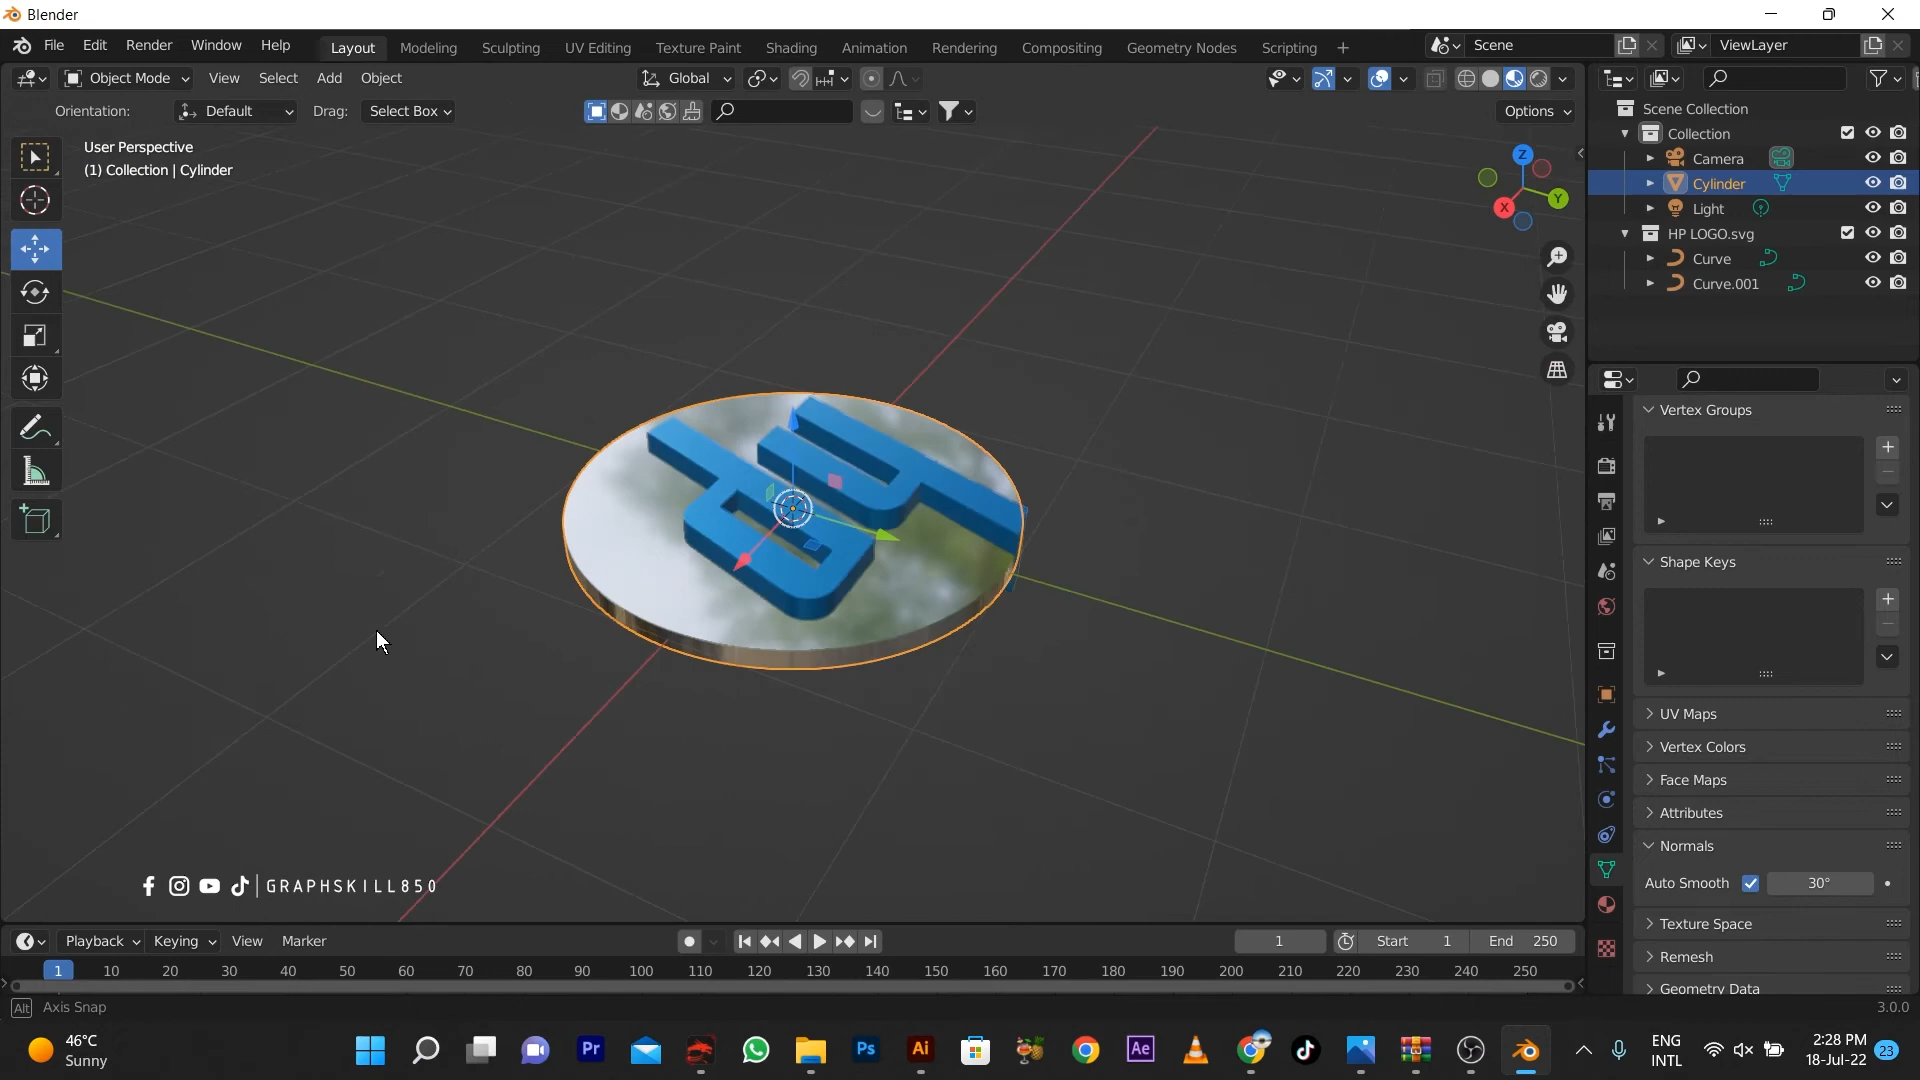 Blender
File Edit Render Window Help Layout Modeling Sculpting UV Editing Texture Paint Shading Animation Rendering Compositing Geometry Nodes Scripting + Scene ViewLayer
Object Mode View Select Add Object Global
Orientation: Default Drag: Select Box Options
User Perspective
(1) Collection | Cylinder
Z
Y
X
Scene Collection
Collection
Camera
Cylinder
Light
HP LOGO.svg
Curve
Curve.001
Vertex Groups
Shape Keys
UV Maps
Vertex Colors
Face Maps
Attributes
Normals
Auto Smooth 30°
Texture Space
Remesh
Geometry Data
GRAPHSKILL850
Playback Keying View Marker 1 Start 1 End 250
1 10 20 30 40 50 60 70 80 90 100 110 120 130 140 150 160 170 180 190 200 210 220 230 240 250
Alt Axis Snap 3.0.0
46°C
Sunny
Pr Ps Ai Ae
ENG
INTL
2:28 PM
18-Jul-22
23